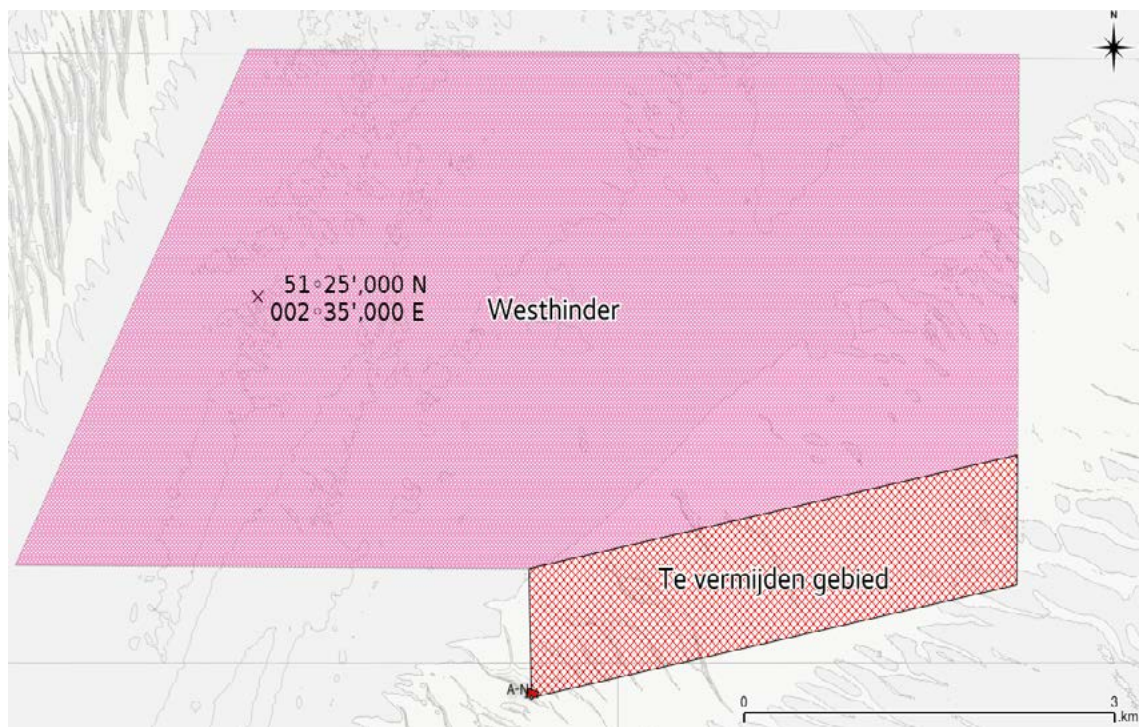 N
51°25',000 N
002°35',000 E
Westhinder
Te vermijden gebied
A-N
0 3
km